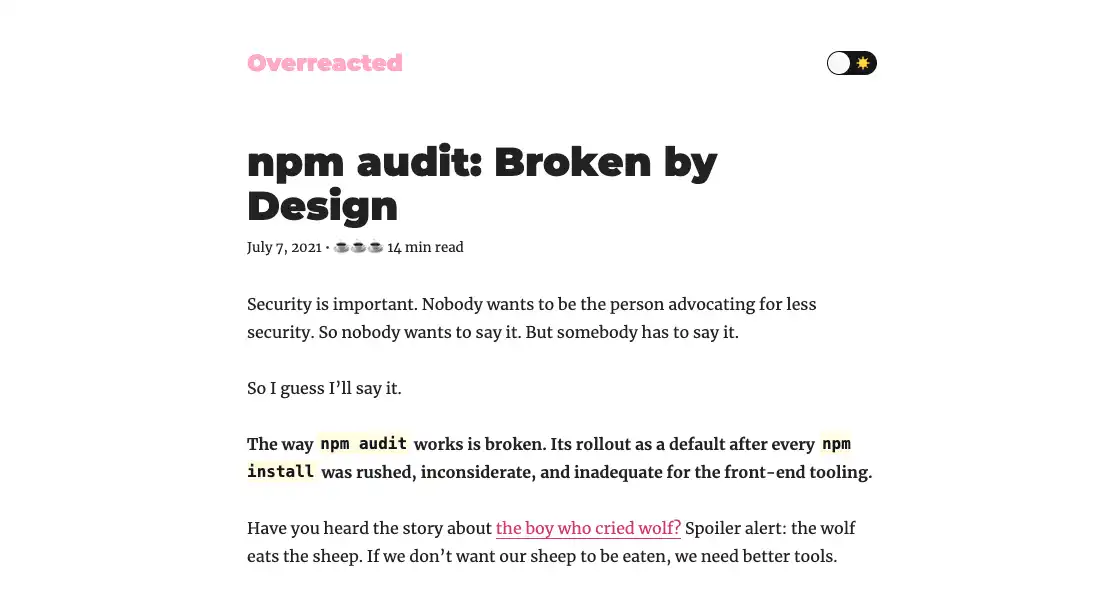 Overreacted
npm audit: Broken by
Design
July 7, 2021 • ☕☕☕ 14 min read
Security is important. Nobody wants to be the person advocating for less
security. So nobody wants to say it. But somebody has to say it.
So I guess I’ll say it.
The way npm audit works is broken. Its rollout as a default after every npm
install was rushed, inconsiderate, and inadequate for the front-end tooling.
Have you heard the story about the boy who cried wolf? Spoiler alert: the wolf
eats the sheep. If we don’t want our sheep to be eaten, we need better tools.